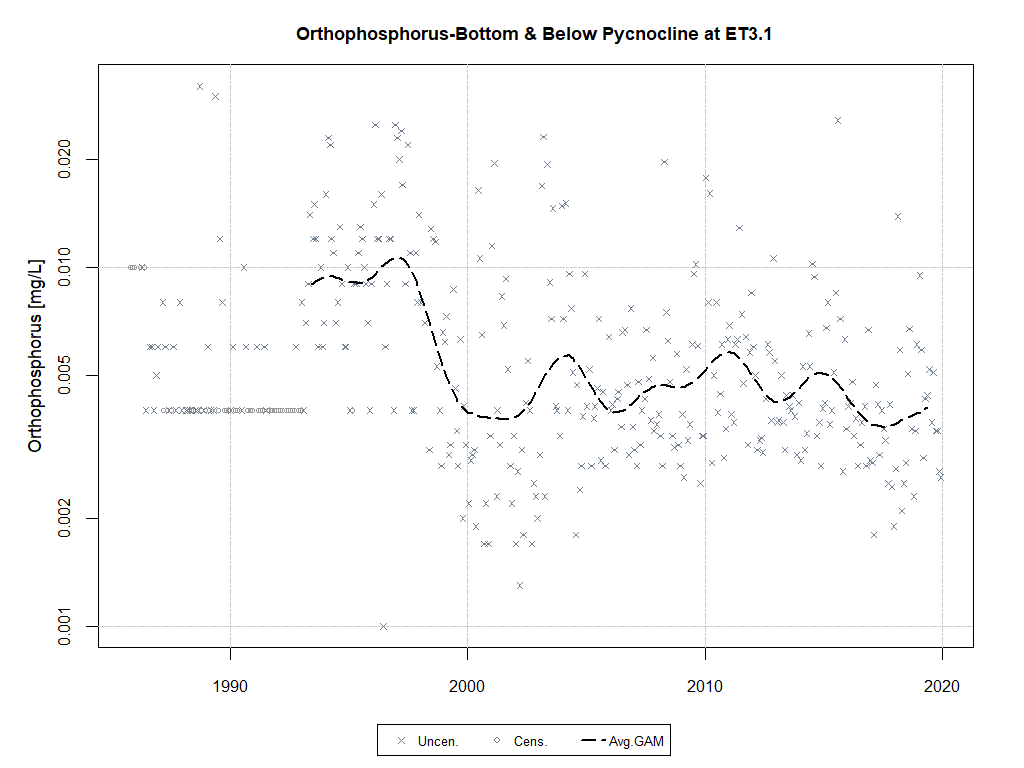 Orthophosphorus-Bottom & Below Pycnocline at ET3.1
Orthophosphorus [mg/L]
0.020
0.010
0.005
0.002
0.001
1990 2000 2010 2020
Uncen. Cens. Avg.GAM